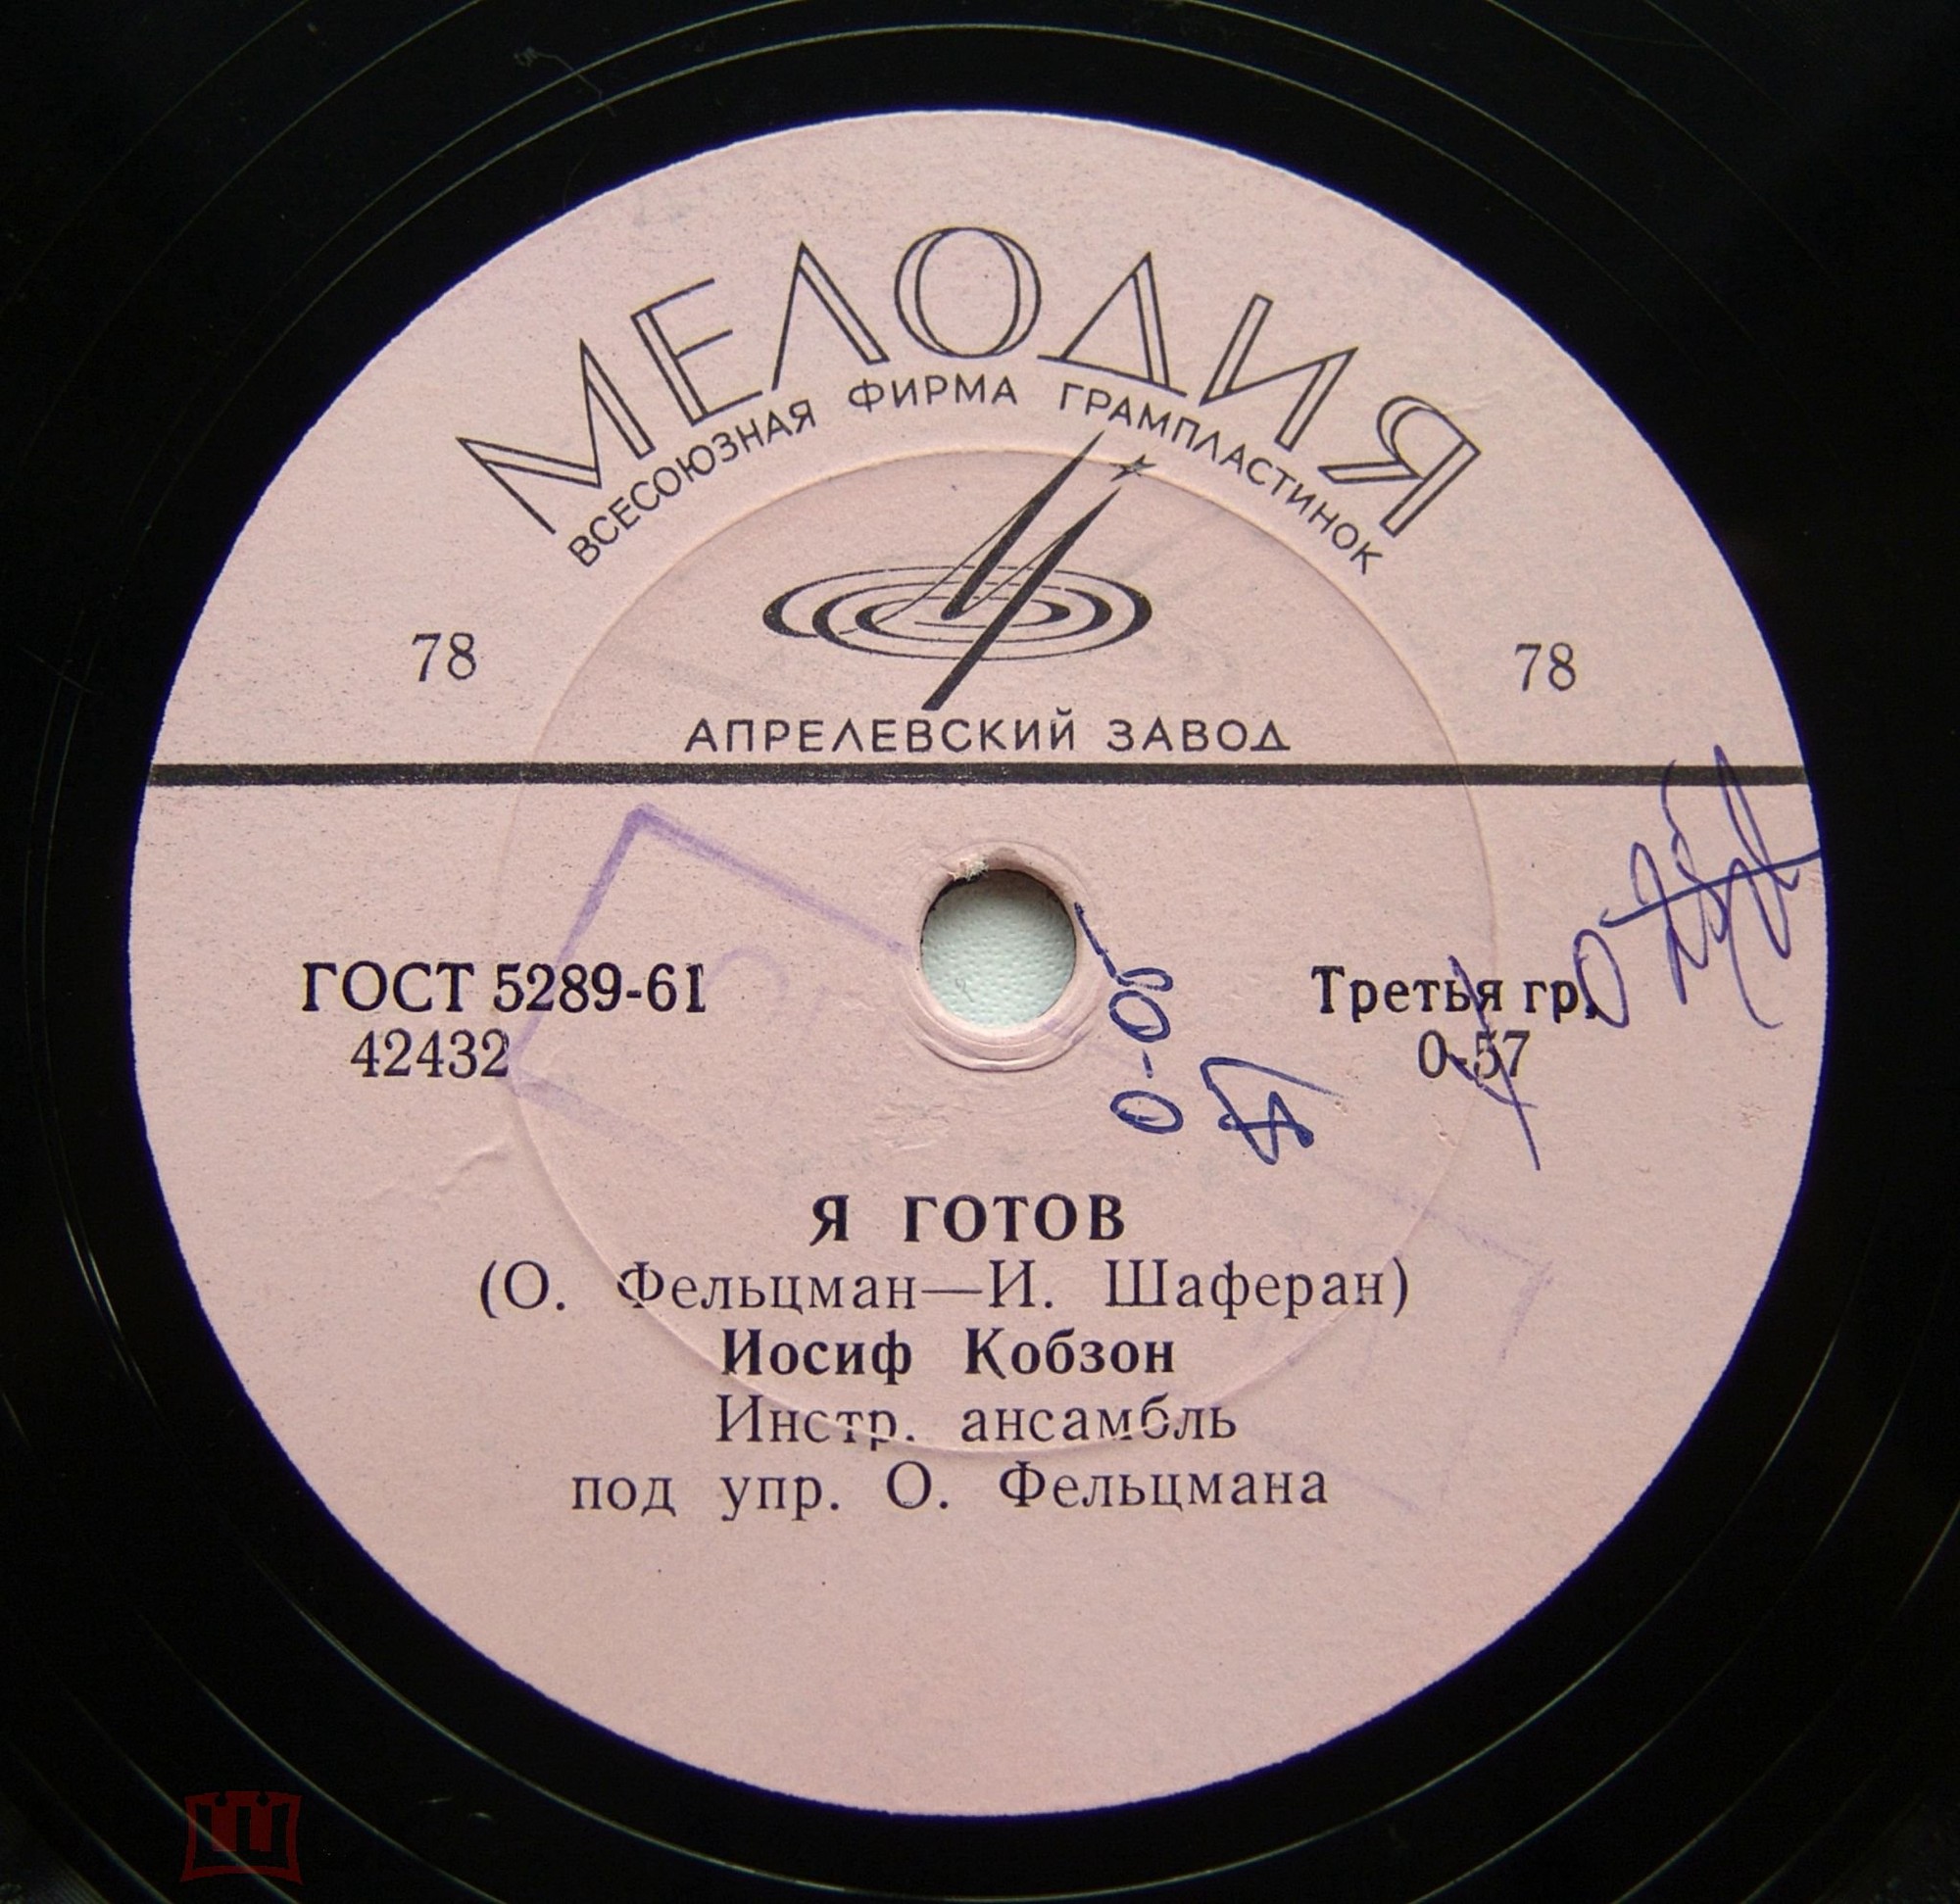 МЕЛОДИЯ
ВСЕСОЮЗНАЯ ФИРМА ГРАМПЛАСТИНОК
78 78
АПРЕЛЕВСКИЙ ЗАВОД
ГОСТ 5289-61 Третья гр.
42432 0-57
Я ГОТОВ
(О. Фельцман—И. Шаферан)
Иосиф Кобзон
Инстр. ансамбль
под упр. О. Фельцмана